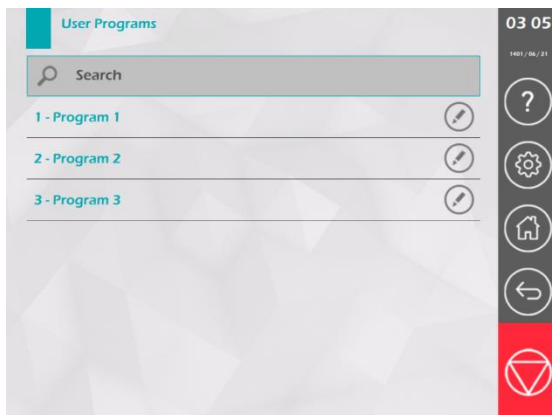 User Programs
03 05
1401/06/21
Search
?
1 - Program 1
2 - Program 2
3 - Program 3